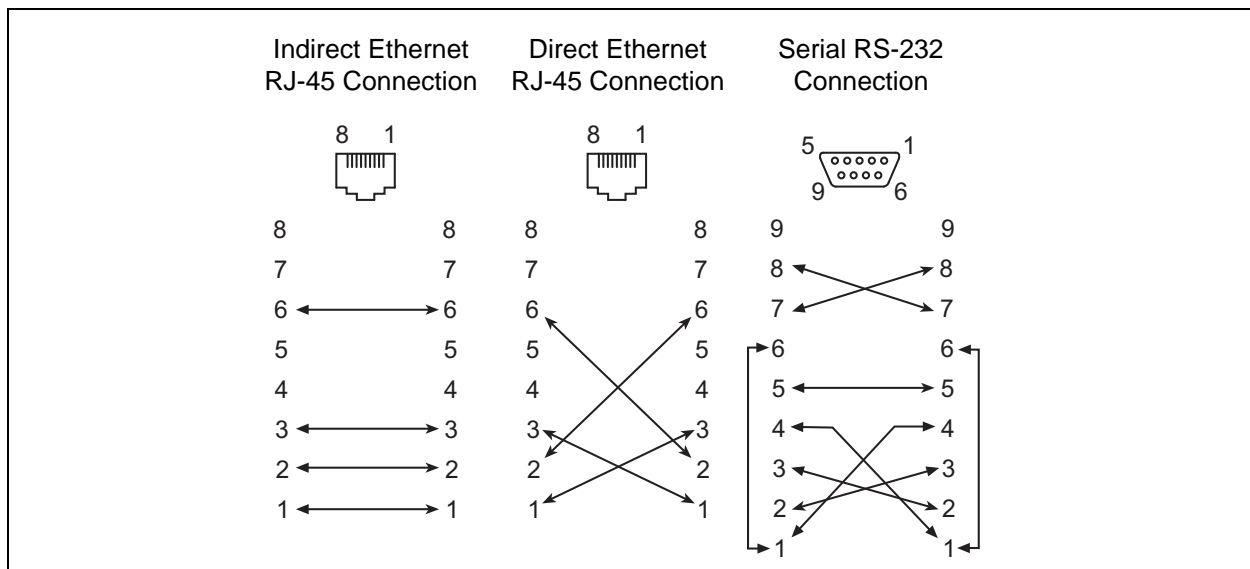 Indirect Ethernet Direct Ethernet Serial RS-232
RJ-45 Connection RJ-45 Connection Connection
8 1 8 1 5 1
9 6
8 8 8 8 9 9
7 7 7 7 8 8
6 6 6 6 7 7
5 5 5 5 6 6
4 4 4 4 5 5
3 3 3 3 4 4
2 2 2 2 3 3
1 1 1 1 2 2
1 1